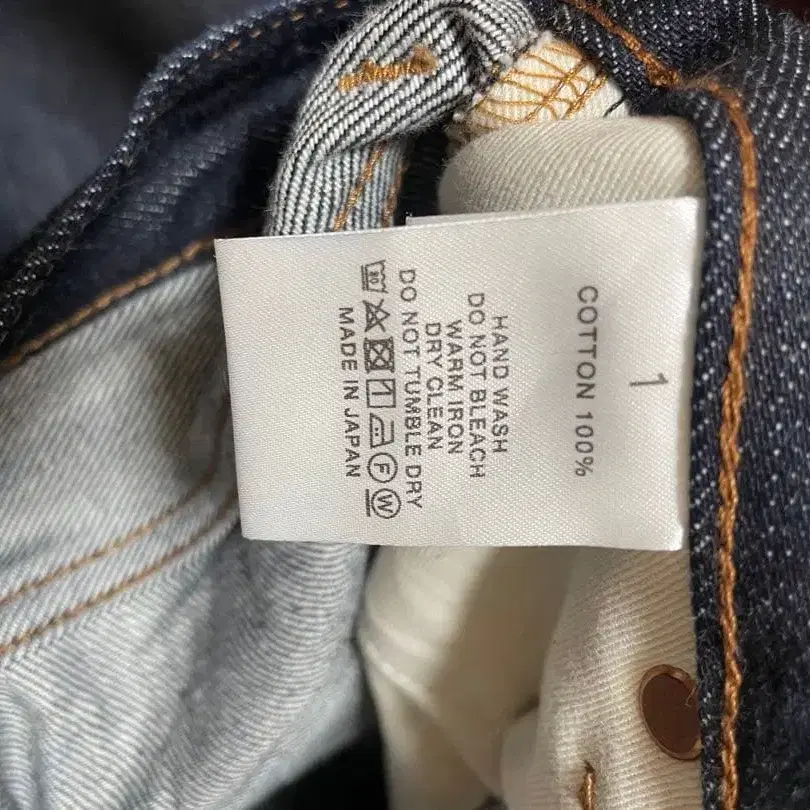 1
COTTON 100%
HAND WASH
DO NOT BLEACH
WARM IRON
DRY CLEAN
DO NOT TUMBLE DRY
F W
MADE IN JAPAN